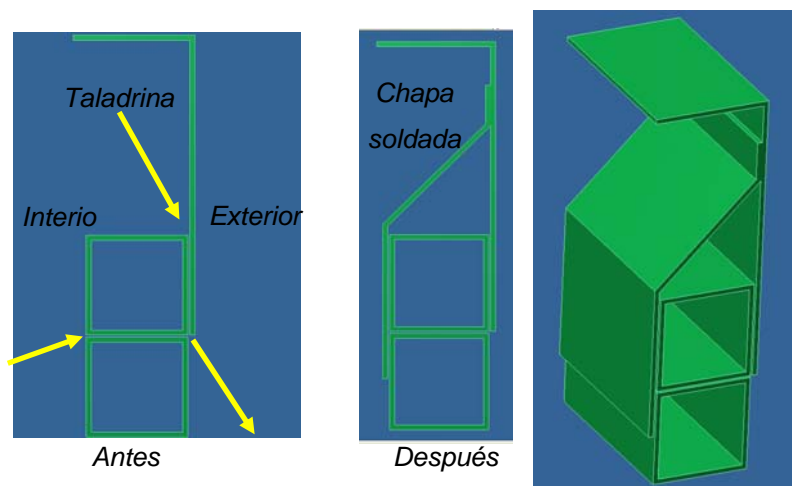 Taladrina
Interio
Exterior
Antes
Chapa
soldada
Después